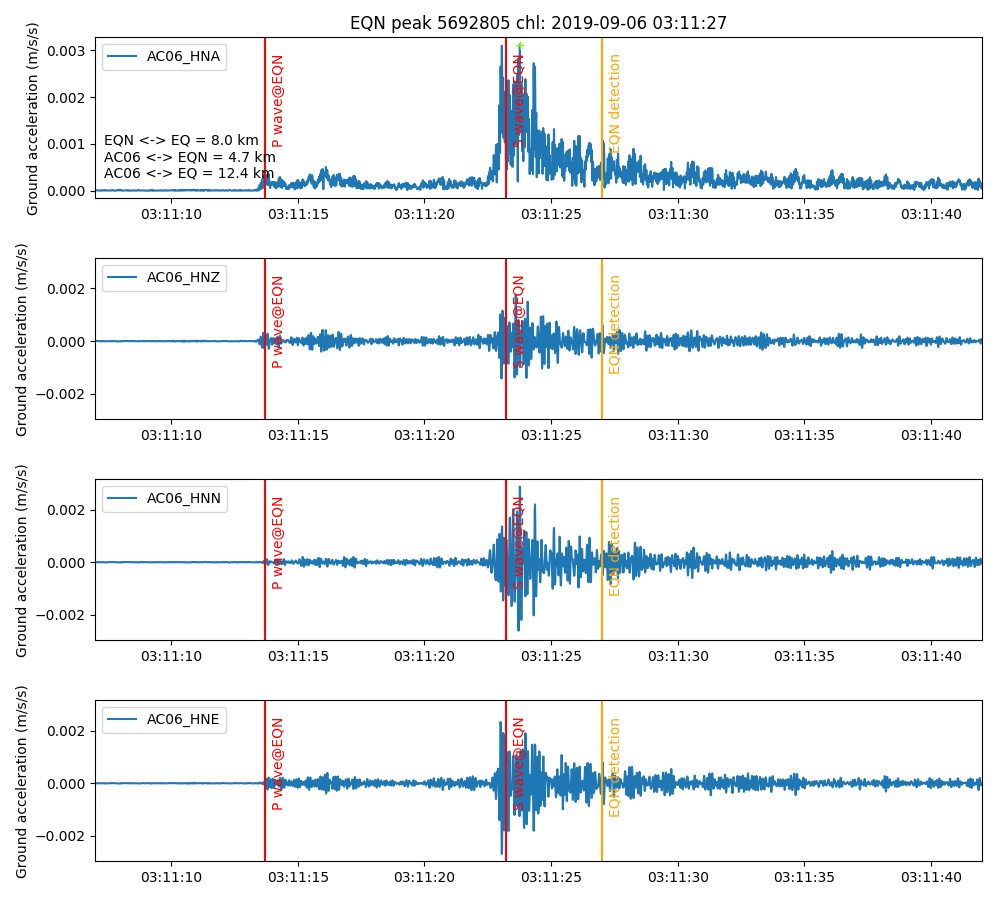 EQN peak 5692805 chl: 2019-09-06 03:11:27
Ground acceleration (m/s/s)
0.003
0.002
0.001
0.000
AC06_HNA
EQN <-> EQ = 8.0 km
AC06 <-> EQN = 4.7 km
AC06 <-> EQ = 12.4 km
P wave@EQN
S wave@EQN
EQN detection
03:11:10 03:11:15 03:11:20 03:11:25 03:11:30 03:11:35 03:11:40
Ground acceleration (m/s/s)
0.002
0.000
−0.002
AC06_HNZ
P wave@EQN
S wave@EQN
EQN detection
03:11:10 03:11:15 03:11:20 03:11:25 03:11:30 03:11:35 03:11:40
Ground acceleration (m/s/s)
0.002
0.000
−0.002
AC06_HNN
P wave@EQN
S wave@EQN
EQN detection
03:11:10 03:11:15 03:11:20 03:11:25 03:11:30 03:11:35 03:11:40
Ground acceleration (m/s/s)
0.002
0.000
−0.002
AC06_HNE
P wave@EQN
S wave@EQN
EQN detection
03:11:10 03:11:15 03:11:20 03:11:25 03:11:30 03:11:35 03:11:40